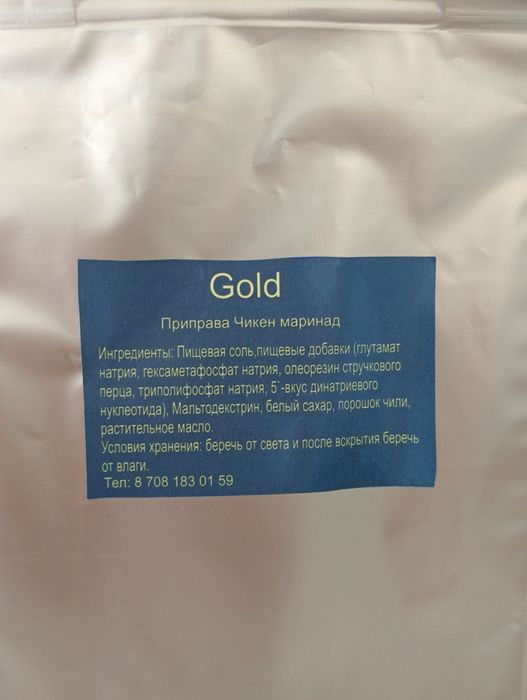 Gold
Приправа Чикен маринад
Ингредиенты: Пищевая соль,пищевые добавки (глутамат
натрия, гексаметафосфат натрия, олеорезин стручкового
перца, триполифосфат натрия, 5`-вкус динатриевого
нуклеотида), Мальтодекстрин, белый сахар, порошок чили,
растительное масло.
Условия хранения: беречь от света и после вскрытия беречь
от влаги.
Тел: 8 708 183 01 59